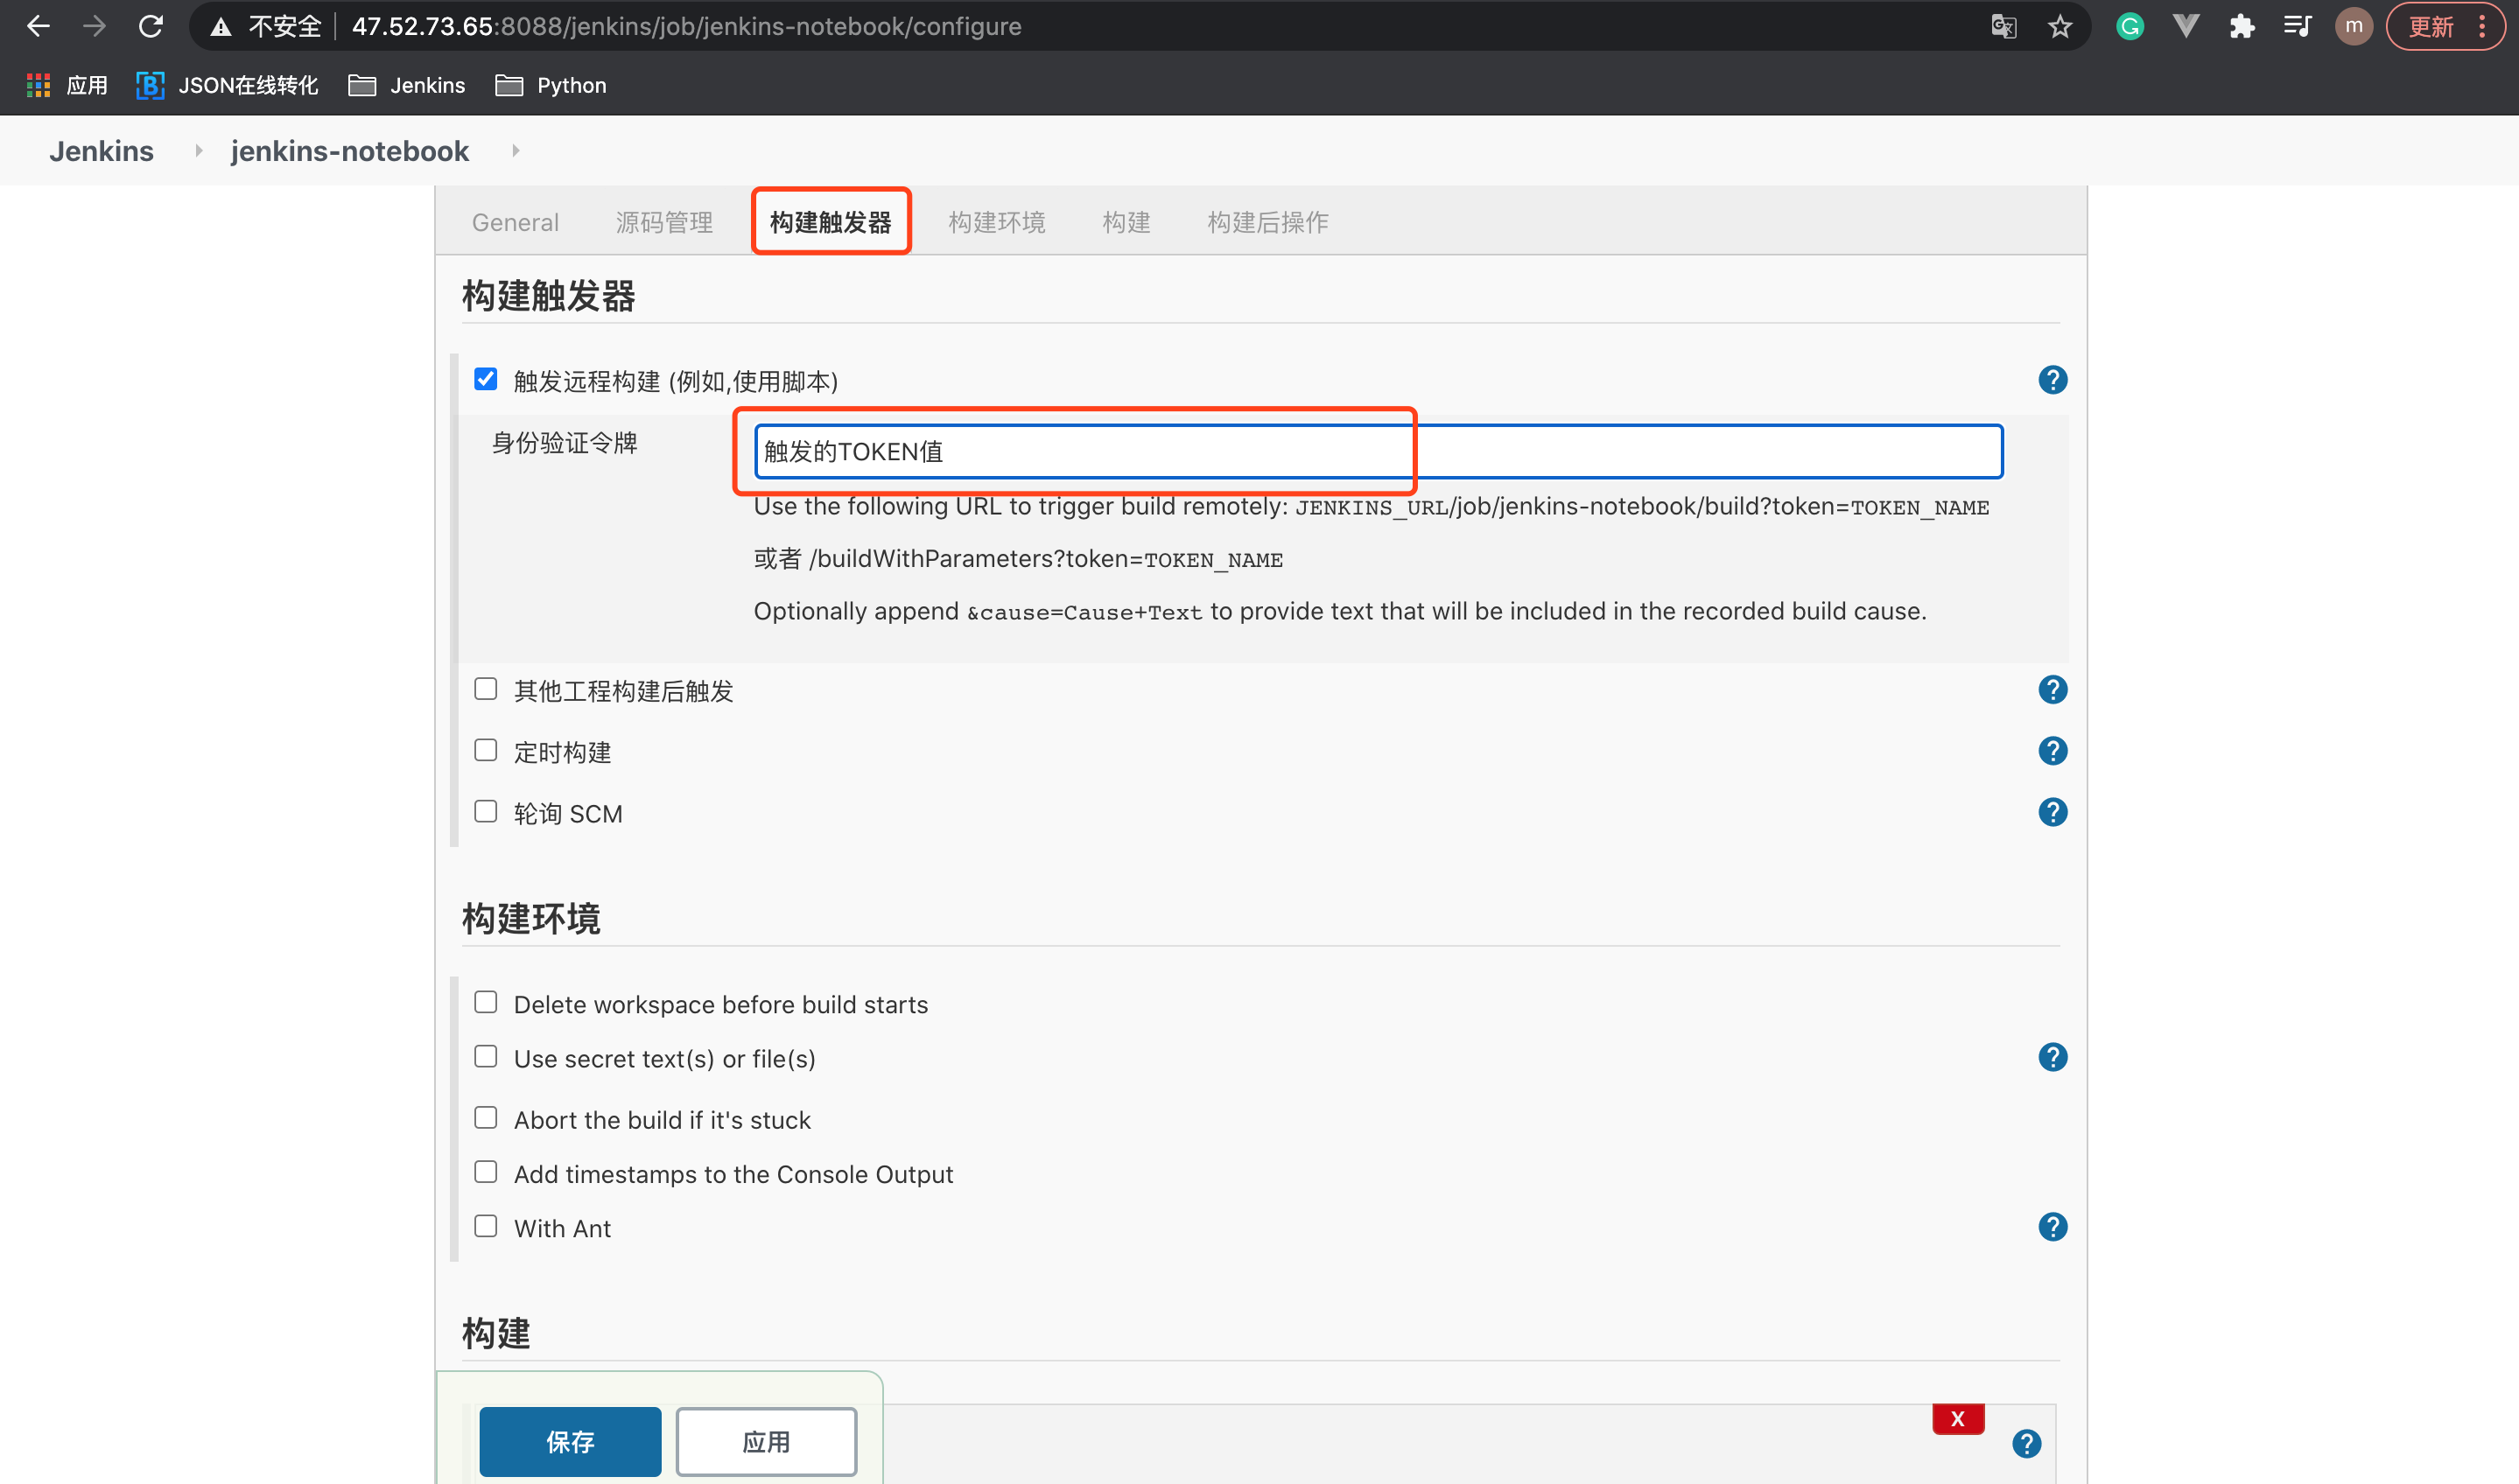 不安全 47.52.73.65:8088/jenkins/job/jenkins-notebook/configure m 更新
应用 JSON在线转化 Jenkins Python
Jenkins jenkins-notebook
General 源码管理 构建触发器 构建环境 构建 构建后操作
构建触发器
触发远程构建 (例如,使用脚本)
身份验证令牌 触发的TOKEN值
Use the following URL to trigger build remotely: JENKINS_URL/job/jenkins-notebook/build?token=TOKEN_NAME
或者 /buildWithParameters?token=TOKEN_NAME
Optionally append &cause=Cause+Text to provide text that will be included in the recorded build cause.
其他工程构建后触发
定时构建
轮询 SCM
构建环境
Delete workspace before build starts
Use secret text(s) or file(s)
Abort the build if it's stuck
Add timestamps to the Console Output
With Ant
构建
X
保存 应用